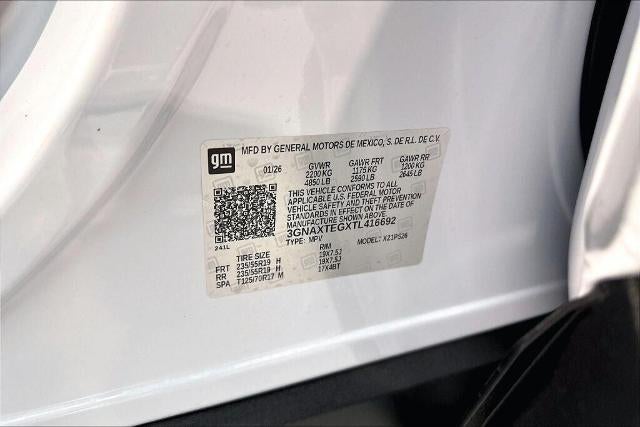 gm
MFD BY GENERAL MOTORS DE MEXICO, S. DE R.L. DE C.V.
01/26 GVWR GAWR FRT GAWR RR
2200 KG 1175 KG 1200 KG
4850 LB 2590 LB 2645 LB
THIS VEHICLE CONFORMS TO ALL
APPLICABLE U.S. FEDERAL MOTOR
VEHICLE SAFETY AND THEFT PREVENTION
STANDARDS IN EFFECT ON THE DATE OF
MANUFACTURE SHOWN ABOVE.
3GNAXTEGXTL416692
241L TYPE: MPV MODEL: XZ1PS26
TIRE SIZE RIM
FRT 235/55R19 H 19X7.5J
RR 235/55R19 H 19X7.5J
SPA T125/70R17 M 17X4BT